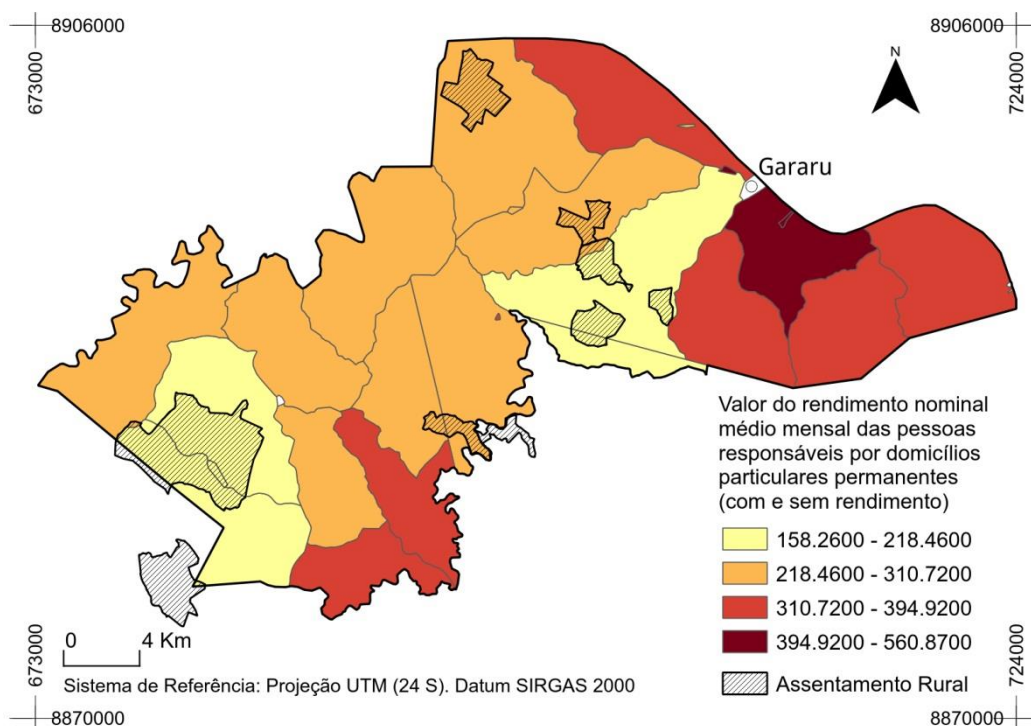 8906000
8906000
673000
724000
N
Gararu
Valor do rendimento nominal
médio mensal das pessoas
responsáveis por domicílios
particulares permanentes
(com e sem rendimento)
158.2600 - 218.4600
218.4600 - 310.7200
310.7200 - 394.9200
394.9200 - 560.8700
Assentamento Rural
0 4 Km
Sistema de Referência: Projeção UTM (24 S). Datum SIRGAS 2000
673000
724000
8870000
8870000